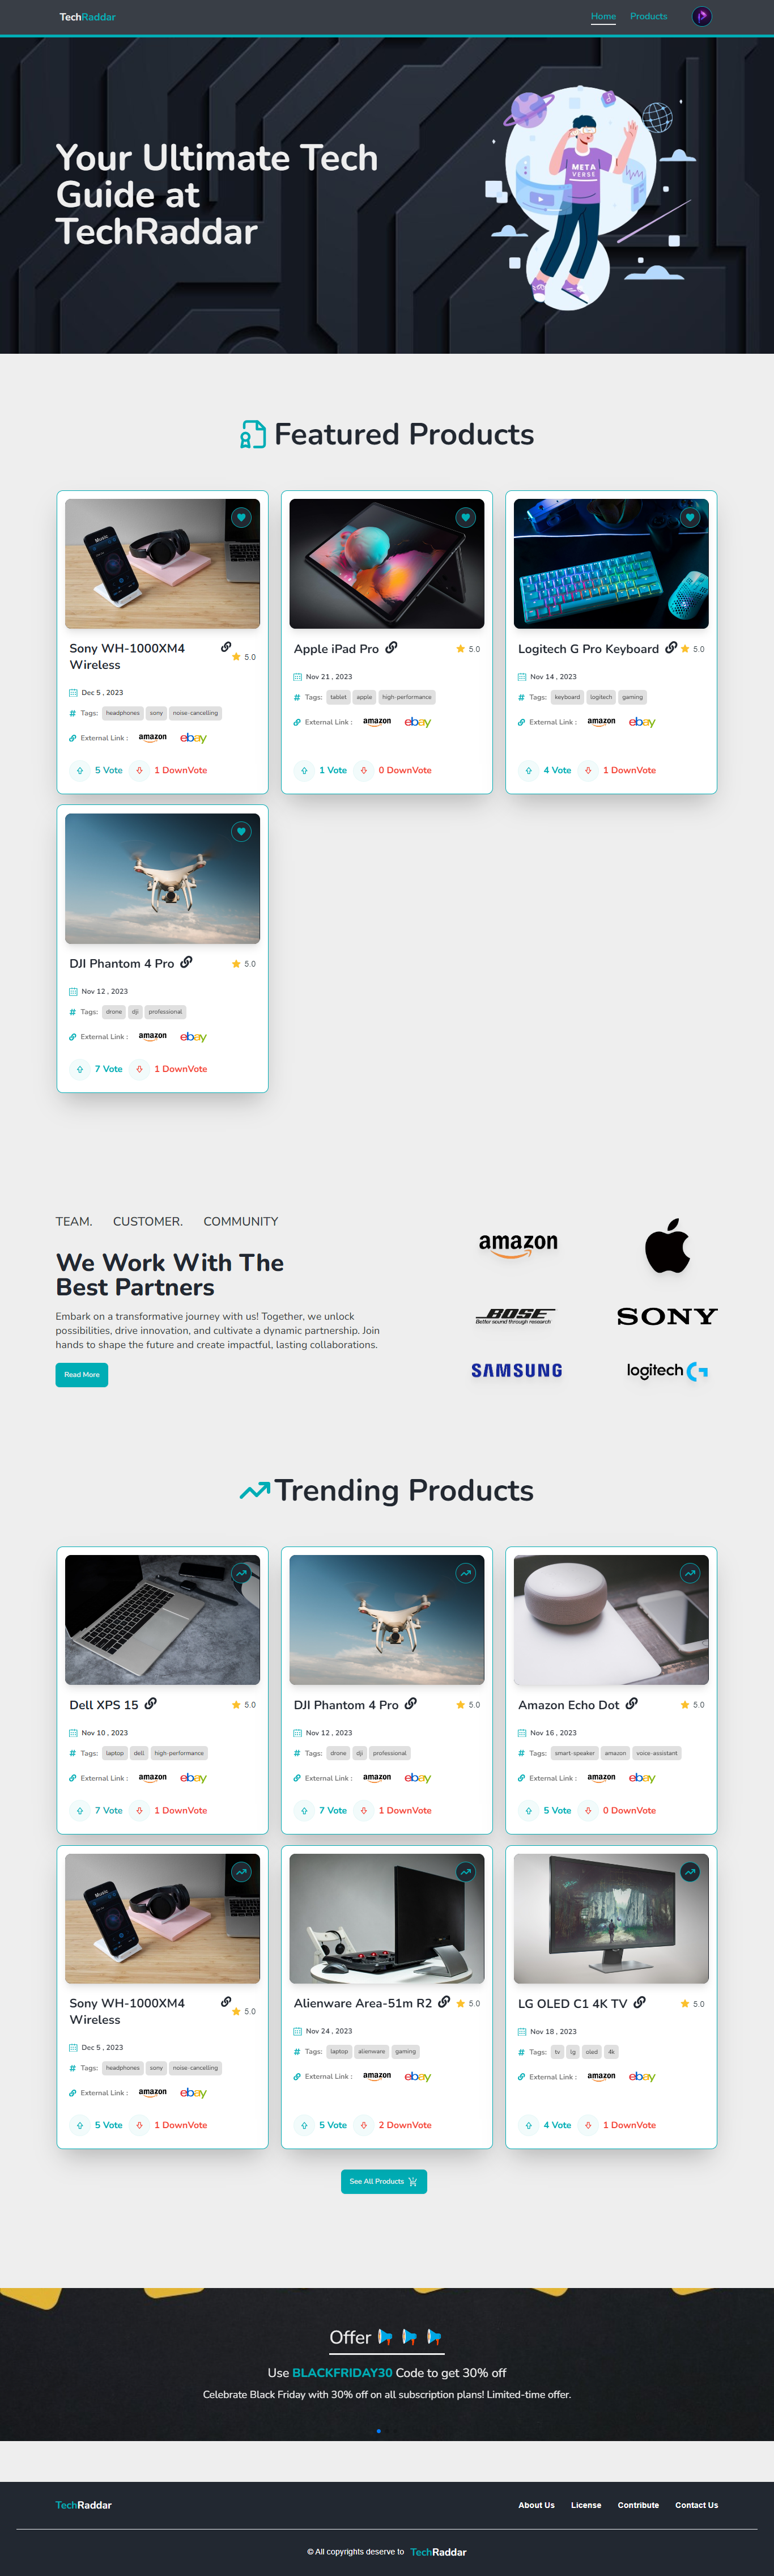 TechRaddar
Home Products
Your Ultimate Tech
Guide at
TechRaddar
META
VERSE
Featured Products
Music
Sony WH-1000XM4
Wireless
5.0
Dec 5 , 2023
Tags: headphones sony noise-cancelling
External Link : amazon ebay
5 Vote 1 DownVote
Apple iPad Pro 5.0
Nov 21 , 2023
Tags: tablet apple high-performance
External Link : amazon ebay
1 Vote 0 DownVote
Logitech G Pro Keyboard 5.0
Nov 14 , 2023
Tags: keyboard logitech gaming
External Link : amazon ebay
4 Vote 1 DownVote
DJI Phantom 4 Pro 5.0
Nov 12 , 2023
Tags: drone dji professional
External Link : amazon ebay
7 Vote 1 DownVote
TEAM. CUSTOMER. COMMUNITY
We Work With The
Best Partners
Embark on a transformative journey with us! Together, we unlock
possibilities, drive innovation, and cultivate a dynamic partnership. Join
hands to shape the future and create impactful, lasting collaborations.
Read More
amazon
BOSE
Better sound through research
SONY
SAMSUNG
logitech G
Trending Products
Dell XPS 15 5.0
Nov 10 , 2023
Tags: laptop dell high-performance
External Link : amazon ebay
7 Vote 1 DownVote
DJI Phantom 4 Pro 5.0
Nov 12 , 2023
Tags: drone dji professional
External Link : amazon ebay
7 Vote 1 DownVote
Amazon Echo Dot 5.0
Nov 16 , 2023
Tags: smart-speaker amazon voice-assistant
External Link : amazon ebay
5 Vote 0 DownVote
Music
Sony WH-1000XM4
Wireless
5.0
Dec 5 , 2023
Tags: headphones sony noise-cancelling
External Link : amazon ebay
5 Vote 1 DownVote
Alienware Area-51m R2 5.0
Nov 24 , 2023
Tags: laptop alienware gaming
External Link : amazon ebay
5 Vote 2 DownVote
LG OLED C1 4K TV 5.0
Nov 18 , 2023
Tags: tv lg oled 4k
External Link : amazon ebay
4 Vote 1 DownVote
See All Products
Offer
Use BLACKFRIDAY30 Code to get 30% off
Celebrate Black Friday with 30% off on all subscription plans! Limited-time offer.
TechRaddar
About Us License Contribute Contact Us
© All copyrights deserve to TechRaddar